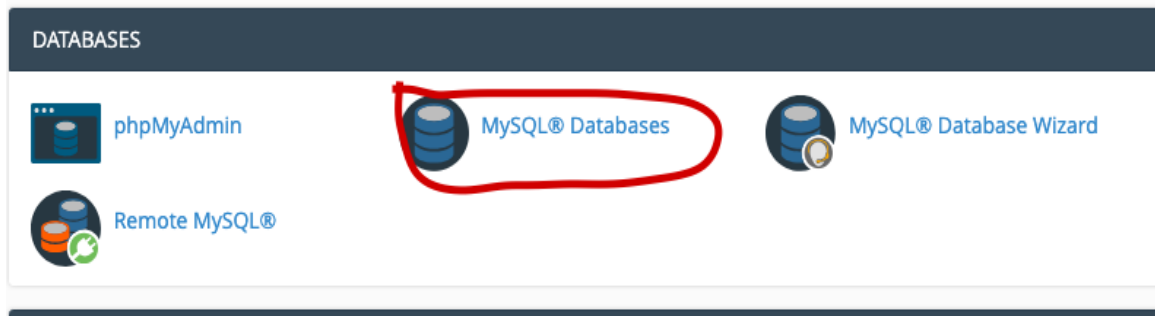 DATABASES
phpMyAdmin
MySQL® Databases
MySQL® Database Wizard
Remote MySQL®